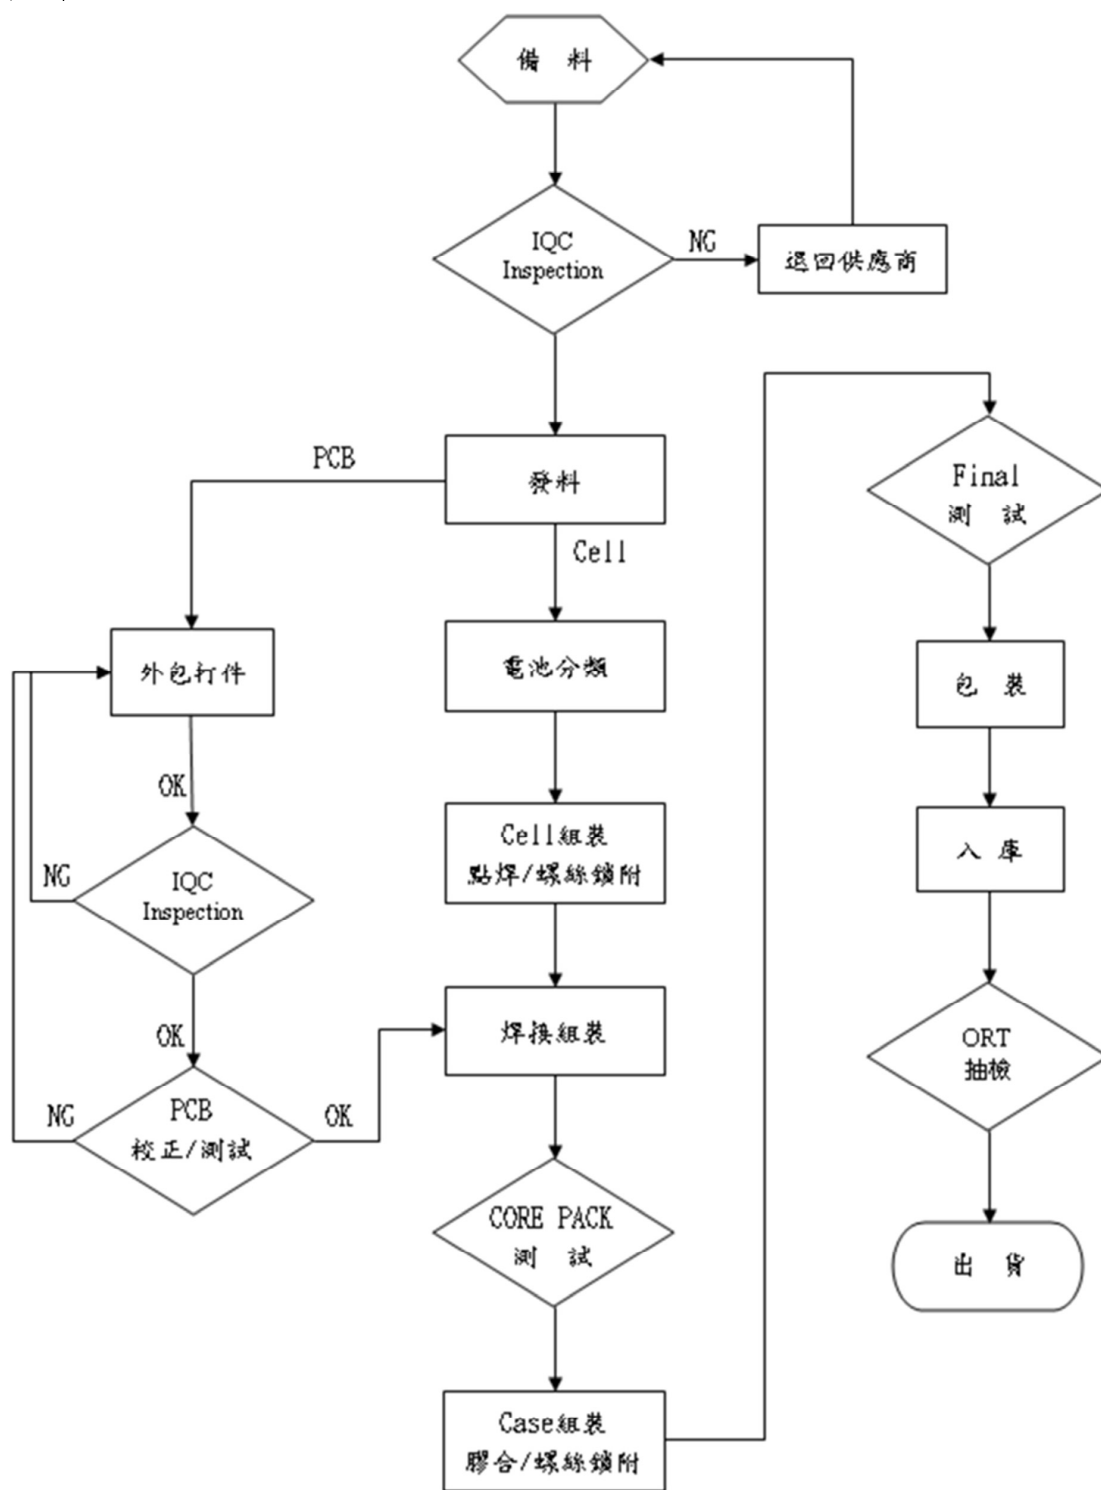 備 料
IQC
Inspection
NG
退回供應商
發料
PCB
Cell
外包打件
OK
IQC
Inspection
NG
OK
PCB
校正/測試
NG
OK
電池分類
Cell組裝
點焊/螺絲鎖附
焊接組裝
CORE PACK
測 試
Case組裝
膠合/螺絲鎖附
Final
測 試
包 裝
入 庫
ORT
抽檢
出 貨